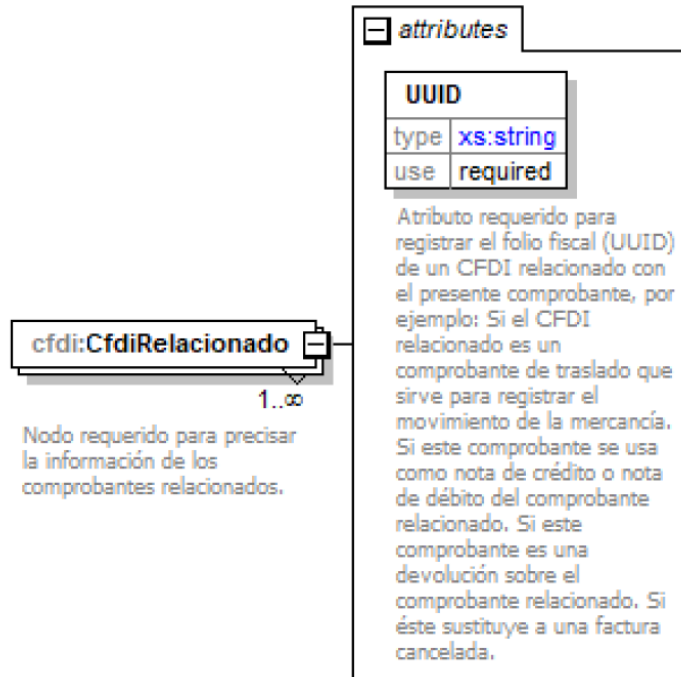 attributes
UUID
type xs:string
use required
Atributo requerido para
registrar el folio fiscal (UUID)
de un CFDI relacionado con
el presente comprobante, por
ejemplo: Si el CFDI
relacionado es un
comprobante de traslado que
sirve para registrar el
movimiento de la mercancía.
Si este comprobante se usa
como nota de crédito o nota
de débito del comprobante
relacionado. Si este
comprobante es una
devolución sobre el
comprobante relacionado. Si
éste sustituye a una factura
cancelada.
cfdi:CfdiRelacionado
1..∞
Nodo requerido para precisar
la información de los
comprobantes relacionados.